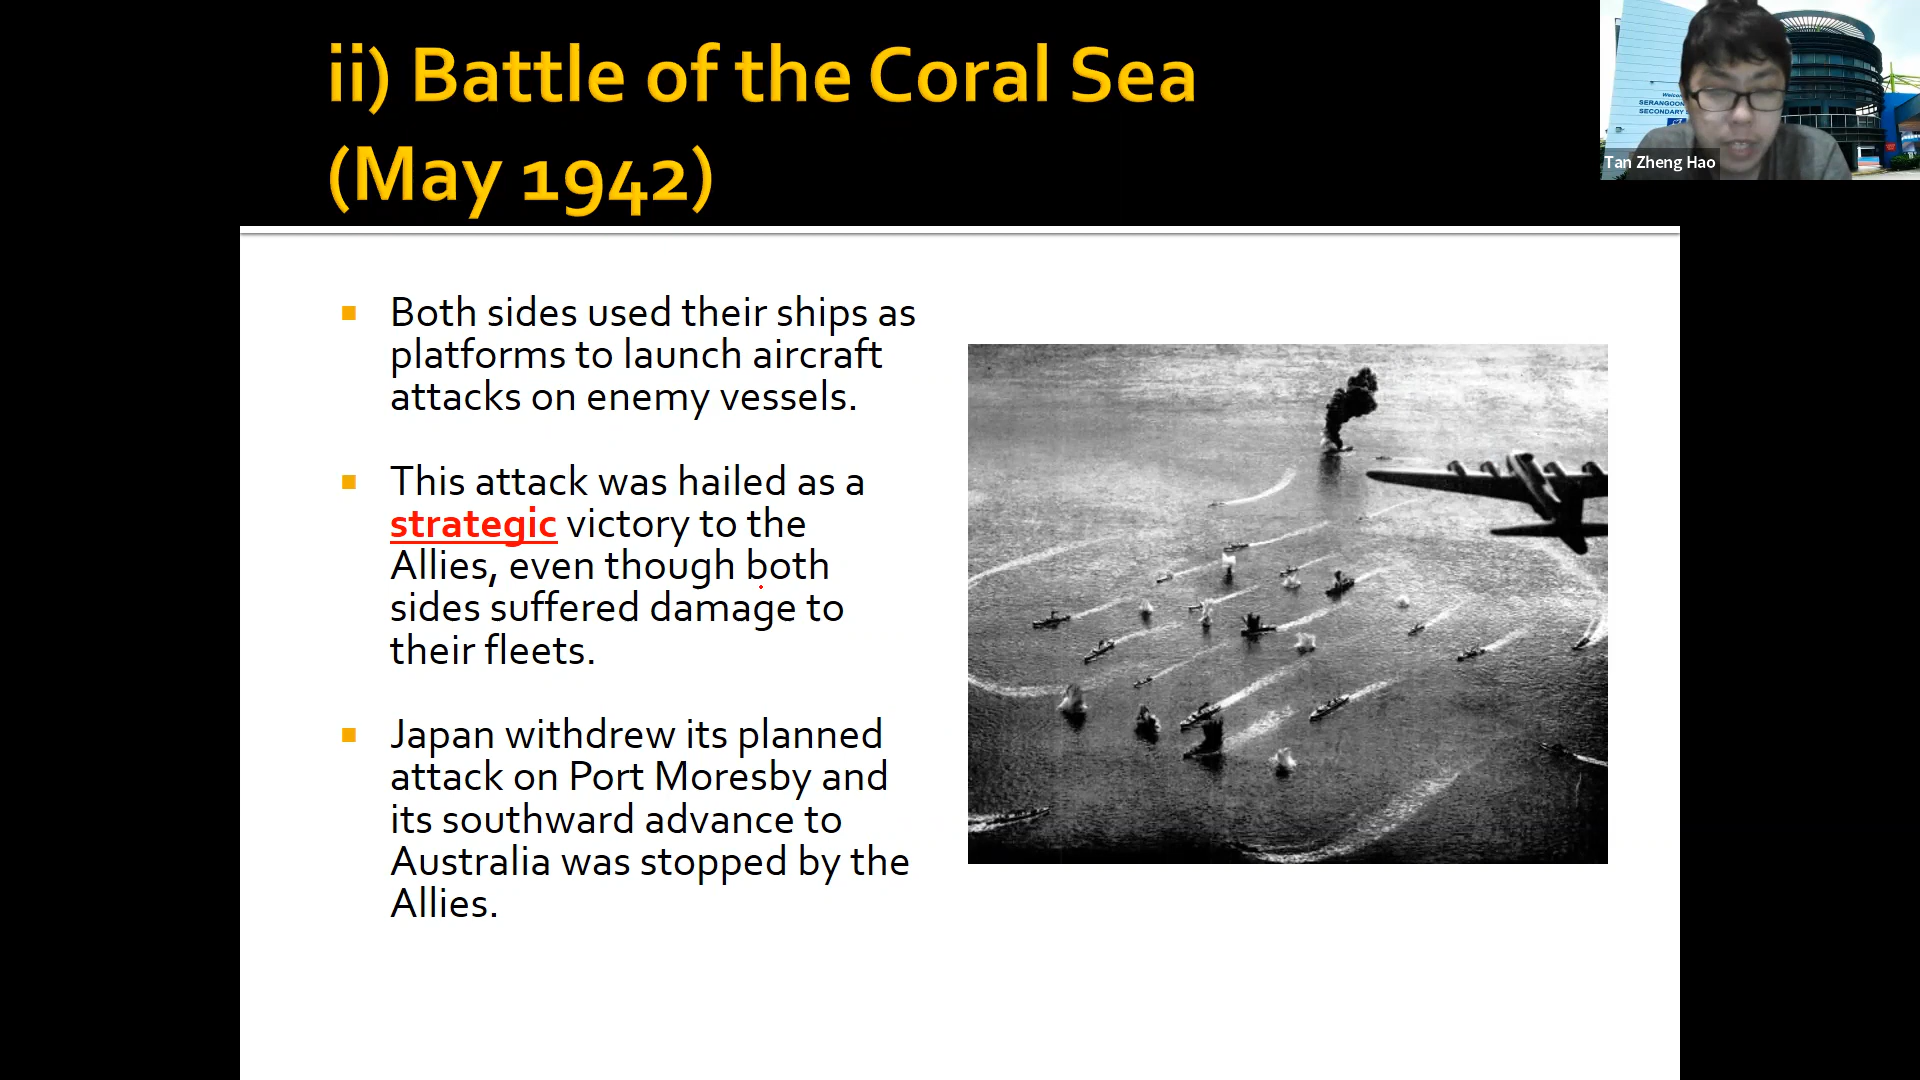 ii) Battle of the Coral Sea
(May 1942)
Both sides used their ships as
platforms to launch aircraft
attacks on enemy vessels.
This attack was hailed as a
strategic victory to the
Allies, even though both
sides suffered damage to
their fleets.
Japan withdrew its planned
attack on Port Moresby and
its southward advance to
Australia was stopped by the
Allies.
SERANGOON
SECONDARY
Tan Zheng Hao